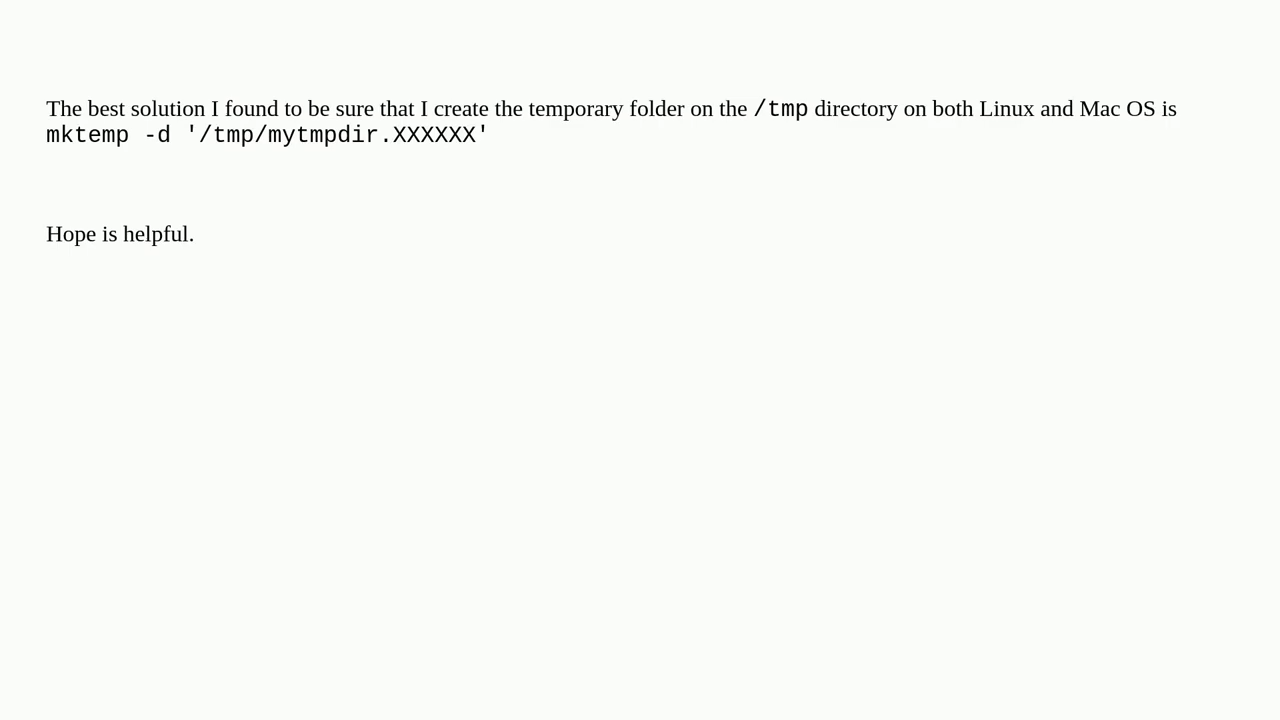 The best solution I found to be sure that I create the temporary folder on the /tmp directory on both Linux and Mac OS is
mktemp -d '/tmp/mytmpdir.XXXXXX'
Hope is helpful.